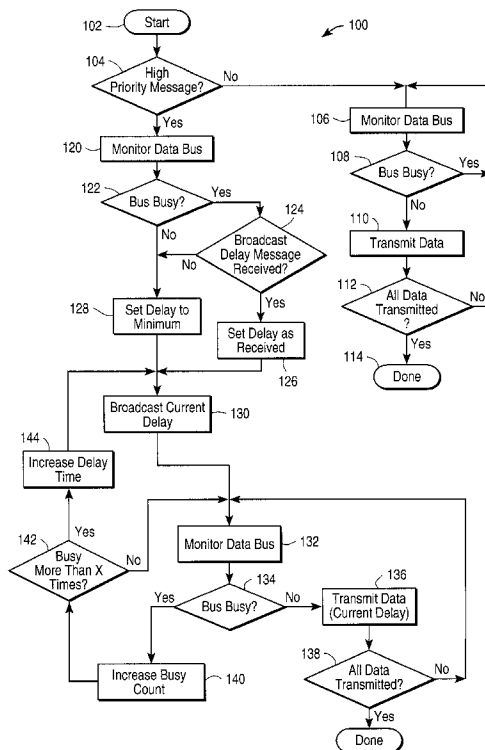 102
Start
100
104
High
Priority Message?
No
Yes
106
Monitor Data Bus
120
Monitor Data Bus
108
Bus Busy?
Yes
No
122
Bus Busy?
Yes
No
124
Broadcast
Delay Message
Received?
No
Yes
110
Transmit Data
112
All Data
Transmitted
?
No
Yes
128
Set Delay to
Minimum
Set Delay as
Received
126
114
Done
Broadcast Current
Delay
130
144
Increase Delay
Time
Yes
142
Busy
More Than X
Times?
No
Monitor Data Bus
132
134
Bus Busy?
Yes
No
136
Transmit Data
(Current Delay)
138
All Data
Transmitted?
No
Yes
Increase Busy
Count
140
Done